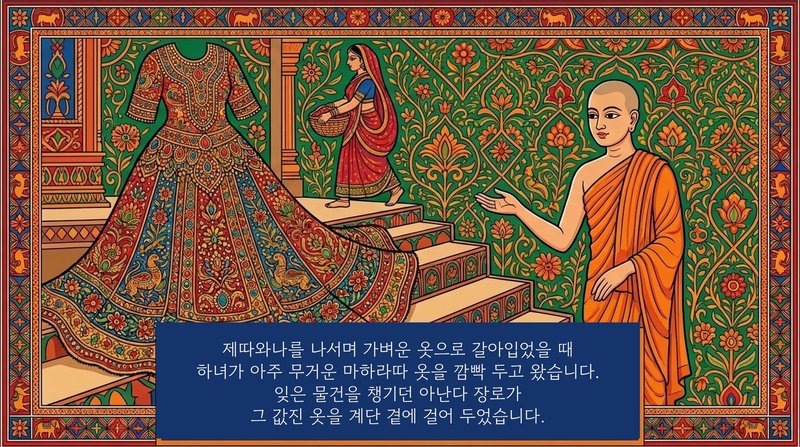 제따와나를 나서며 가벼운 옷으로 갈아입었을 때
하녀가 아주 무거운 마하라따 옷을 깜빡 두고 왔습니다.
잊은 물건을 챙기던 아난다 장로가
그 값진 옷을 계단 곁에 걸어 두었습니다.